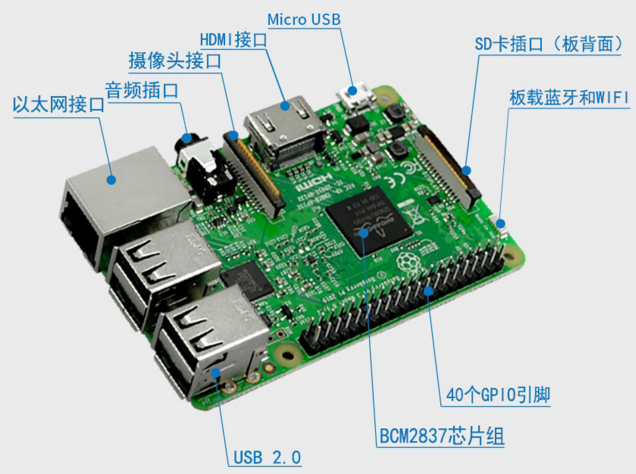 Micro USB
HDMI接口
摄像头接口
音频插口
以太网接口
SD卡插口（板背面）
板载蓝牙和WIFI
HDMI
40个GPIO引脚
BCM2837芯片组
USB 2.0